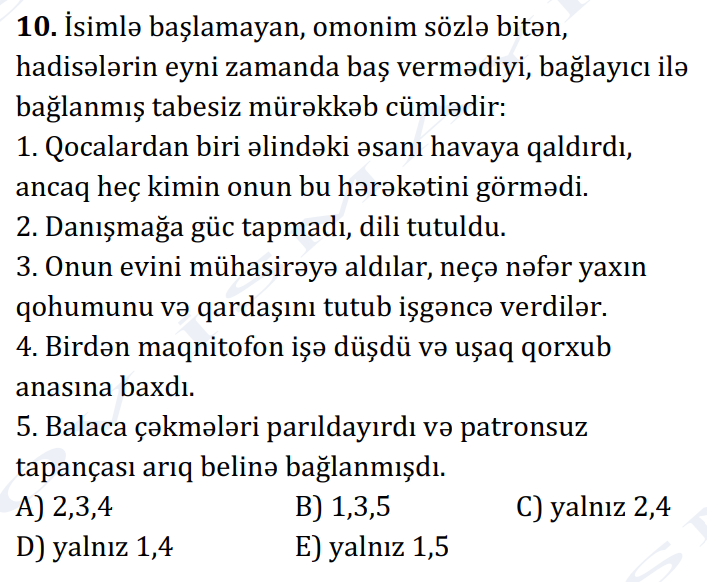 10. İsimlə başlamayan, omonim sözlə bitən,
hadisələrin eyni zamanda baş vermədiyi, bağlayıcı ilə
bağlanmış tabesiz mürəkkəb cümlədir:
1. Qocalardan biri əlindəki əsanı havaya qaldırdı,
ancaq heç kimin onun bu hərəkətini görmədi.
2. Danışmağa güc tapmadı, dili tutuldu.
3. Onun evini mühasirəyə aldılar, neçə nəfər yaxın
qohumunu və qardaşını tutub işgəncə verdilər.
4. Birdən maqnitofon işə düşdü və uşaq qorxub
anasına baxdı.
5. Balaca çəkmələri parıldayırdı və patronsuz
tapançası arıq belinə bağlanmışdı.
A) 2,3,4 B) 1,3,5 C) yalnız 2,4
D) yalnız 1,4 E) yalnız 1,5